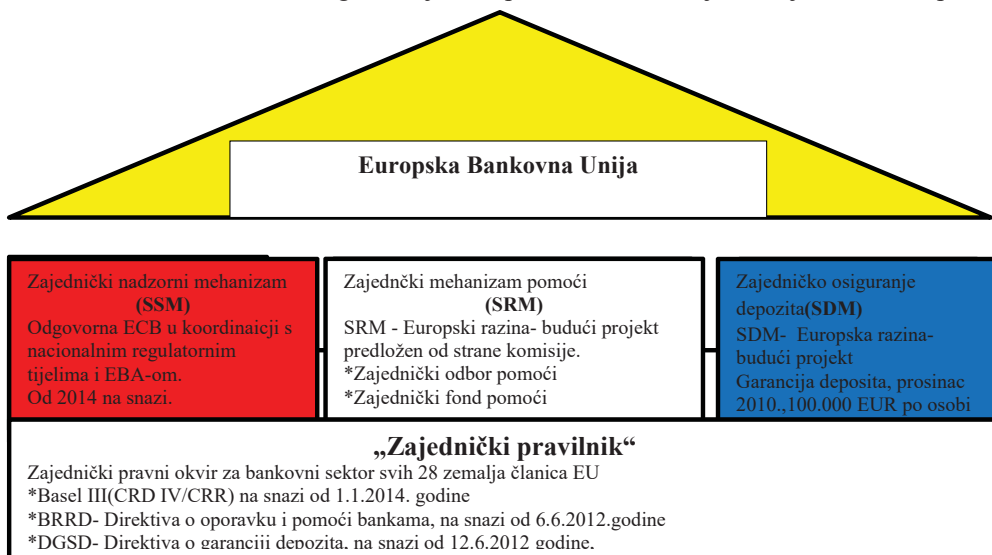 Europska Bankovna Unija
Zajednički nadzorni mehanizam
(SSM)
Odgovorna ECB u koordinaicji s
nacionalnim regulatornim
tijelima i EBA-om.
Od 2014 na snazi.
Zajednčki mehanizam pomoći
(SRM)
SRM - Europski razina- budući projekt
predložen od strane komisije.
*Zajednički odbor pomoći
*Zajednički fond pomoći
Zajedničko osiguranje
depozita(SDM)
SDM- Europska razina-
budući projekt
Garancija deposita, prosinac
2010.,100.000 EUR po osobi
„Zajednički pravilnik“
Zajednički pravni okvir za bankovni sektor svih 28 zemalja članica EU
*Basel III(CRD IV/CRR) na snazi od 1.1.2014. godine
*BRRD- Direktiva o oporavku i pomoći bankama, na snazi od 6.6.2012.godine
*DGSD- Direktiva o garanciji depozita, na snazi od 12.6.2012 godine.